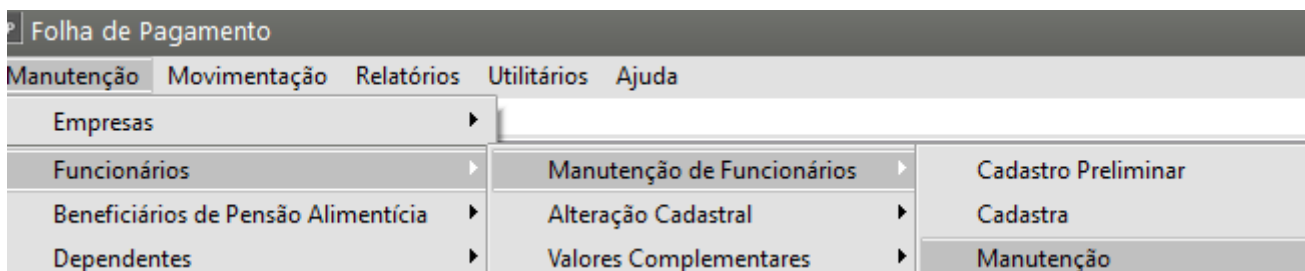 Folha de Pagamento
Manutenção Movimentação Relatórios Utilitários Ajuda
Empresas
Funcionários Manutenção de Funcionários Cadastro Preliminar
Beneficiários de Pensão Alimentícia Alteração Cadastral Cadastra
Dependentes Valores Complementares Manutenção